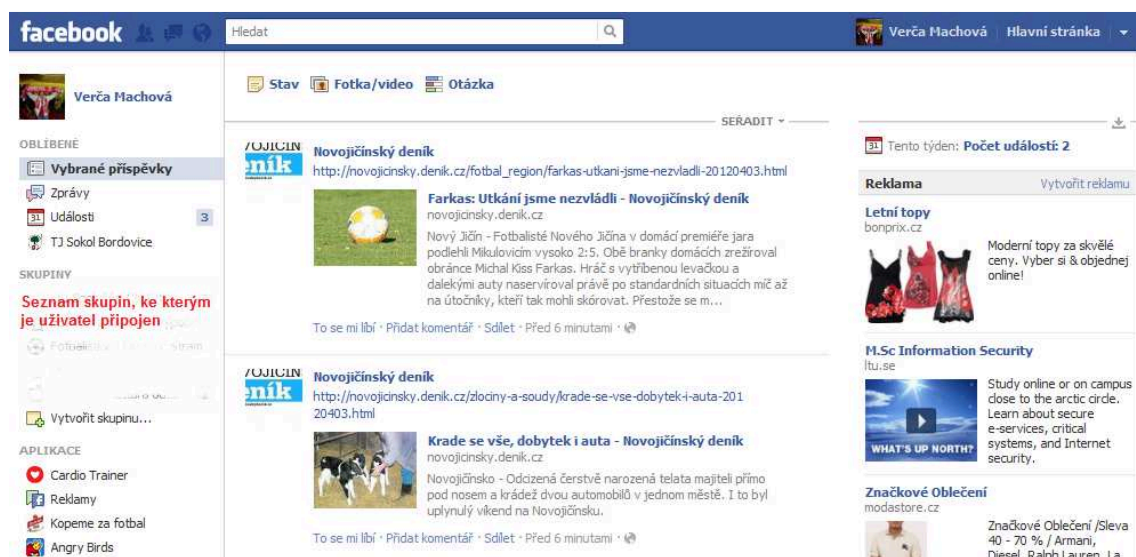 facebook
Hledat
Verča Machová
Hlavní stránka
Verča Machová
OBLÍBENÉ
Vybrané příspěvky
Zprávy
Události 3
TJ Sokol Bordovice
SKUPINY
Seznam skupin, ke kterým
je uživatel připojen
Vytvořit skupinu...
APLIKACE
Cardio Trainer
Reklamy
Kopeme za fotbal
Angry Birds
Stav
Fotka/video
Otázka
SEŘADIT
Novojičínský deník
http://novojicinsky.denik.cz/fotbal_region/farkas-utkani-jsme-nezvladli-20120403.html
Farkas: Utkání jsme nezvládli - Novojičínský deník
novojicinsky.denik.cz
Nový Jičín - Fotbalisté Nového Jičína v domácí premiéře jara
podlehli Mikulovicím vysoko 2:5. Obě branky domácích zrežíroval
obránce Michal Kiss Farkas. Hráč s vytříbenou levačkou a
dalekými auty naservíroval právě po standardních situacích míč až
na útočníky, kteří tak mohli skórovat. Přestože se m...
To se mi líbí · Přidat komentář · Sdílet · Před 6 minutami ·
Novojičínský deník
http://novojicinsky.denik.cz/zlociny-a-soudy/krade-se-vse-dobytek-i-auta-201
20403.html
Krade se vše, dobytek i auta - Novojičínský deník
novojicinsky.denik.cz
Novojičínsko - Odcizená čerstvě narozená telata majiteli přímo
pod nosem a krádež dvou automobilů v jednom městě. I to byl
uplynulý víkend na Novojičínsku.
To se mi líbí · Přidat komentář · Sdílet · Před 6 minutami ·
31 Tento týden: Počet událostí: 2
Reklama
Vytvořit reklamu
Letní topy
bonprix.cz
Moderní topy za skvělé
ceny. Vyber si & objednej
online!
M.Sc Information Security
ltu.se
WHAT'S UP NORTH?
Study online or on campus
close to the arctic circle.
Learn about secure
e-services, critical
systems, and Internet
security.
Značkové Oblečení
modastore.cz
Značkové Oblečení /Sleva
40 - 70 % / Armani,
Diesel, Ralph Lauren, La